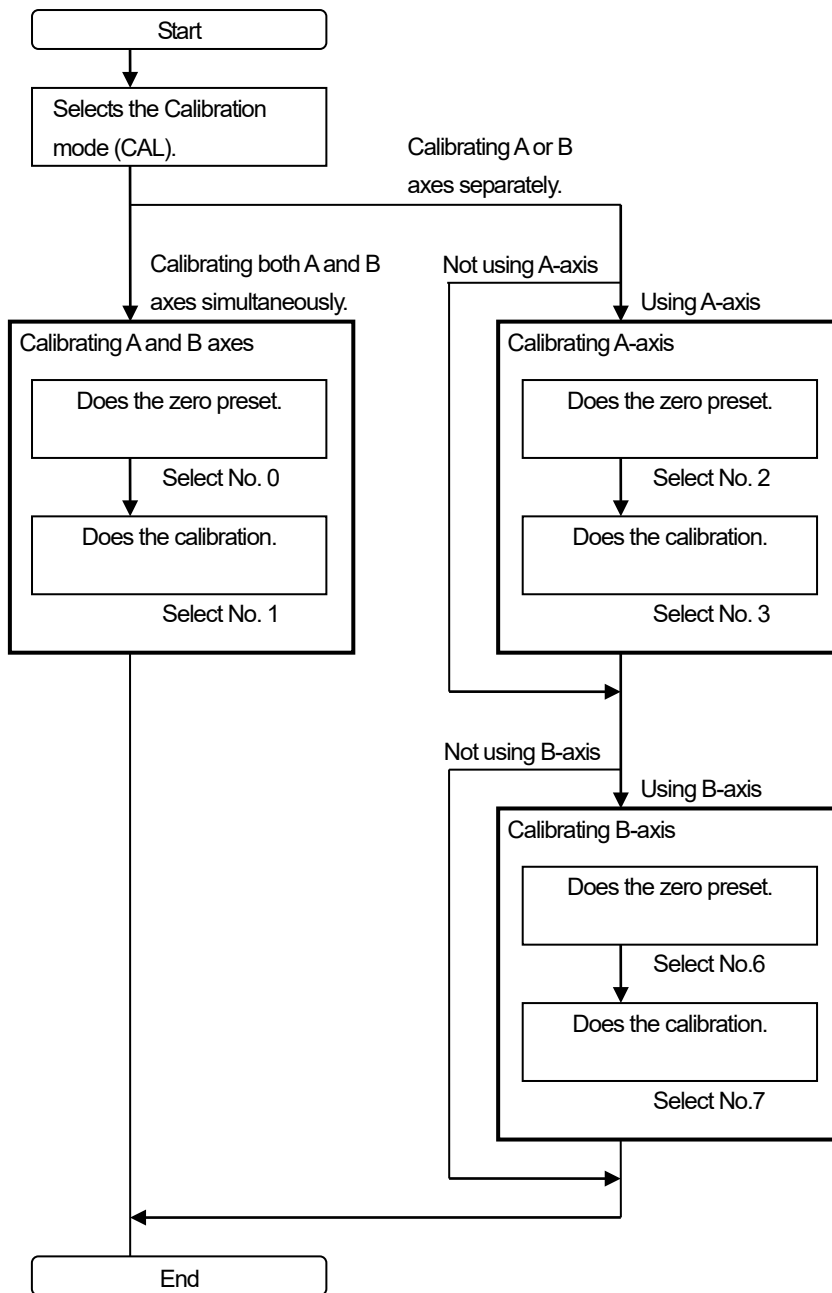 Start
Selects the Calibration
mode (CAL).
Calibrating A or B
axes separately.
Calibrating both A and B
axes simultaneously.
Not using A-axis
Using A-axis
Calibrating A and B axes
Does the zero preset.
Select No. 0
Does the calibration.
Select No. 1
Calibrating A-axis
Does the zero preset.
Select No. 2
Does the calibration.
Select No. 3
Not using B-axis
Using B-axis
Calibrating B-axis
Does the zero preset.
Select No.6
Does the calibration.
Select No.7
End